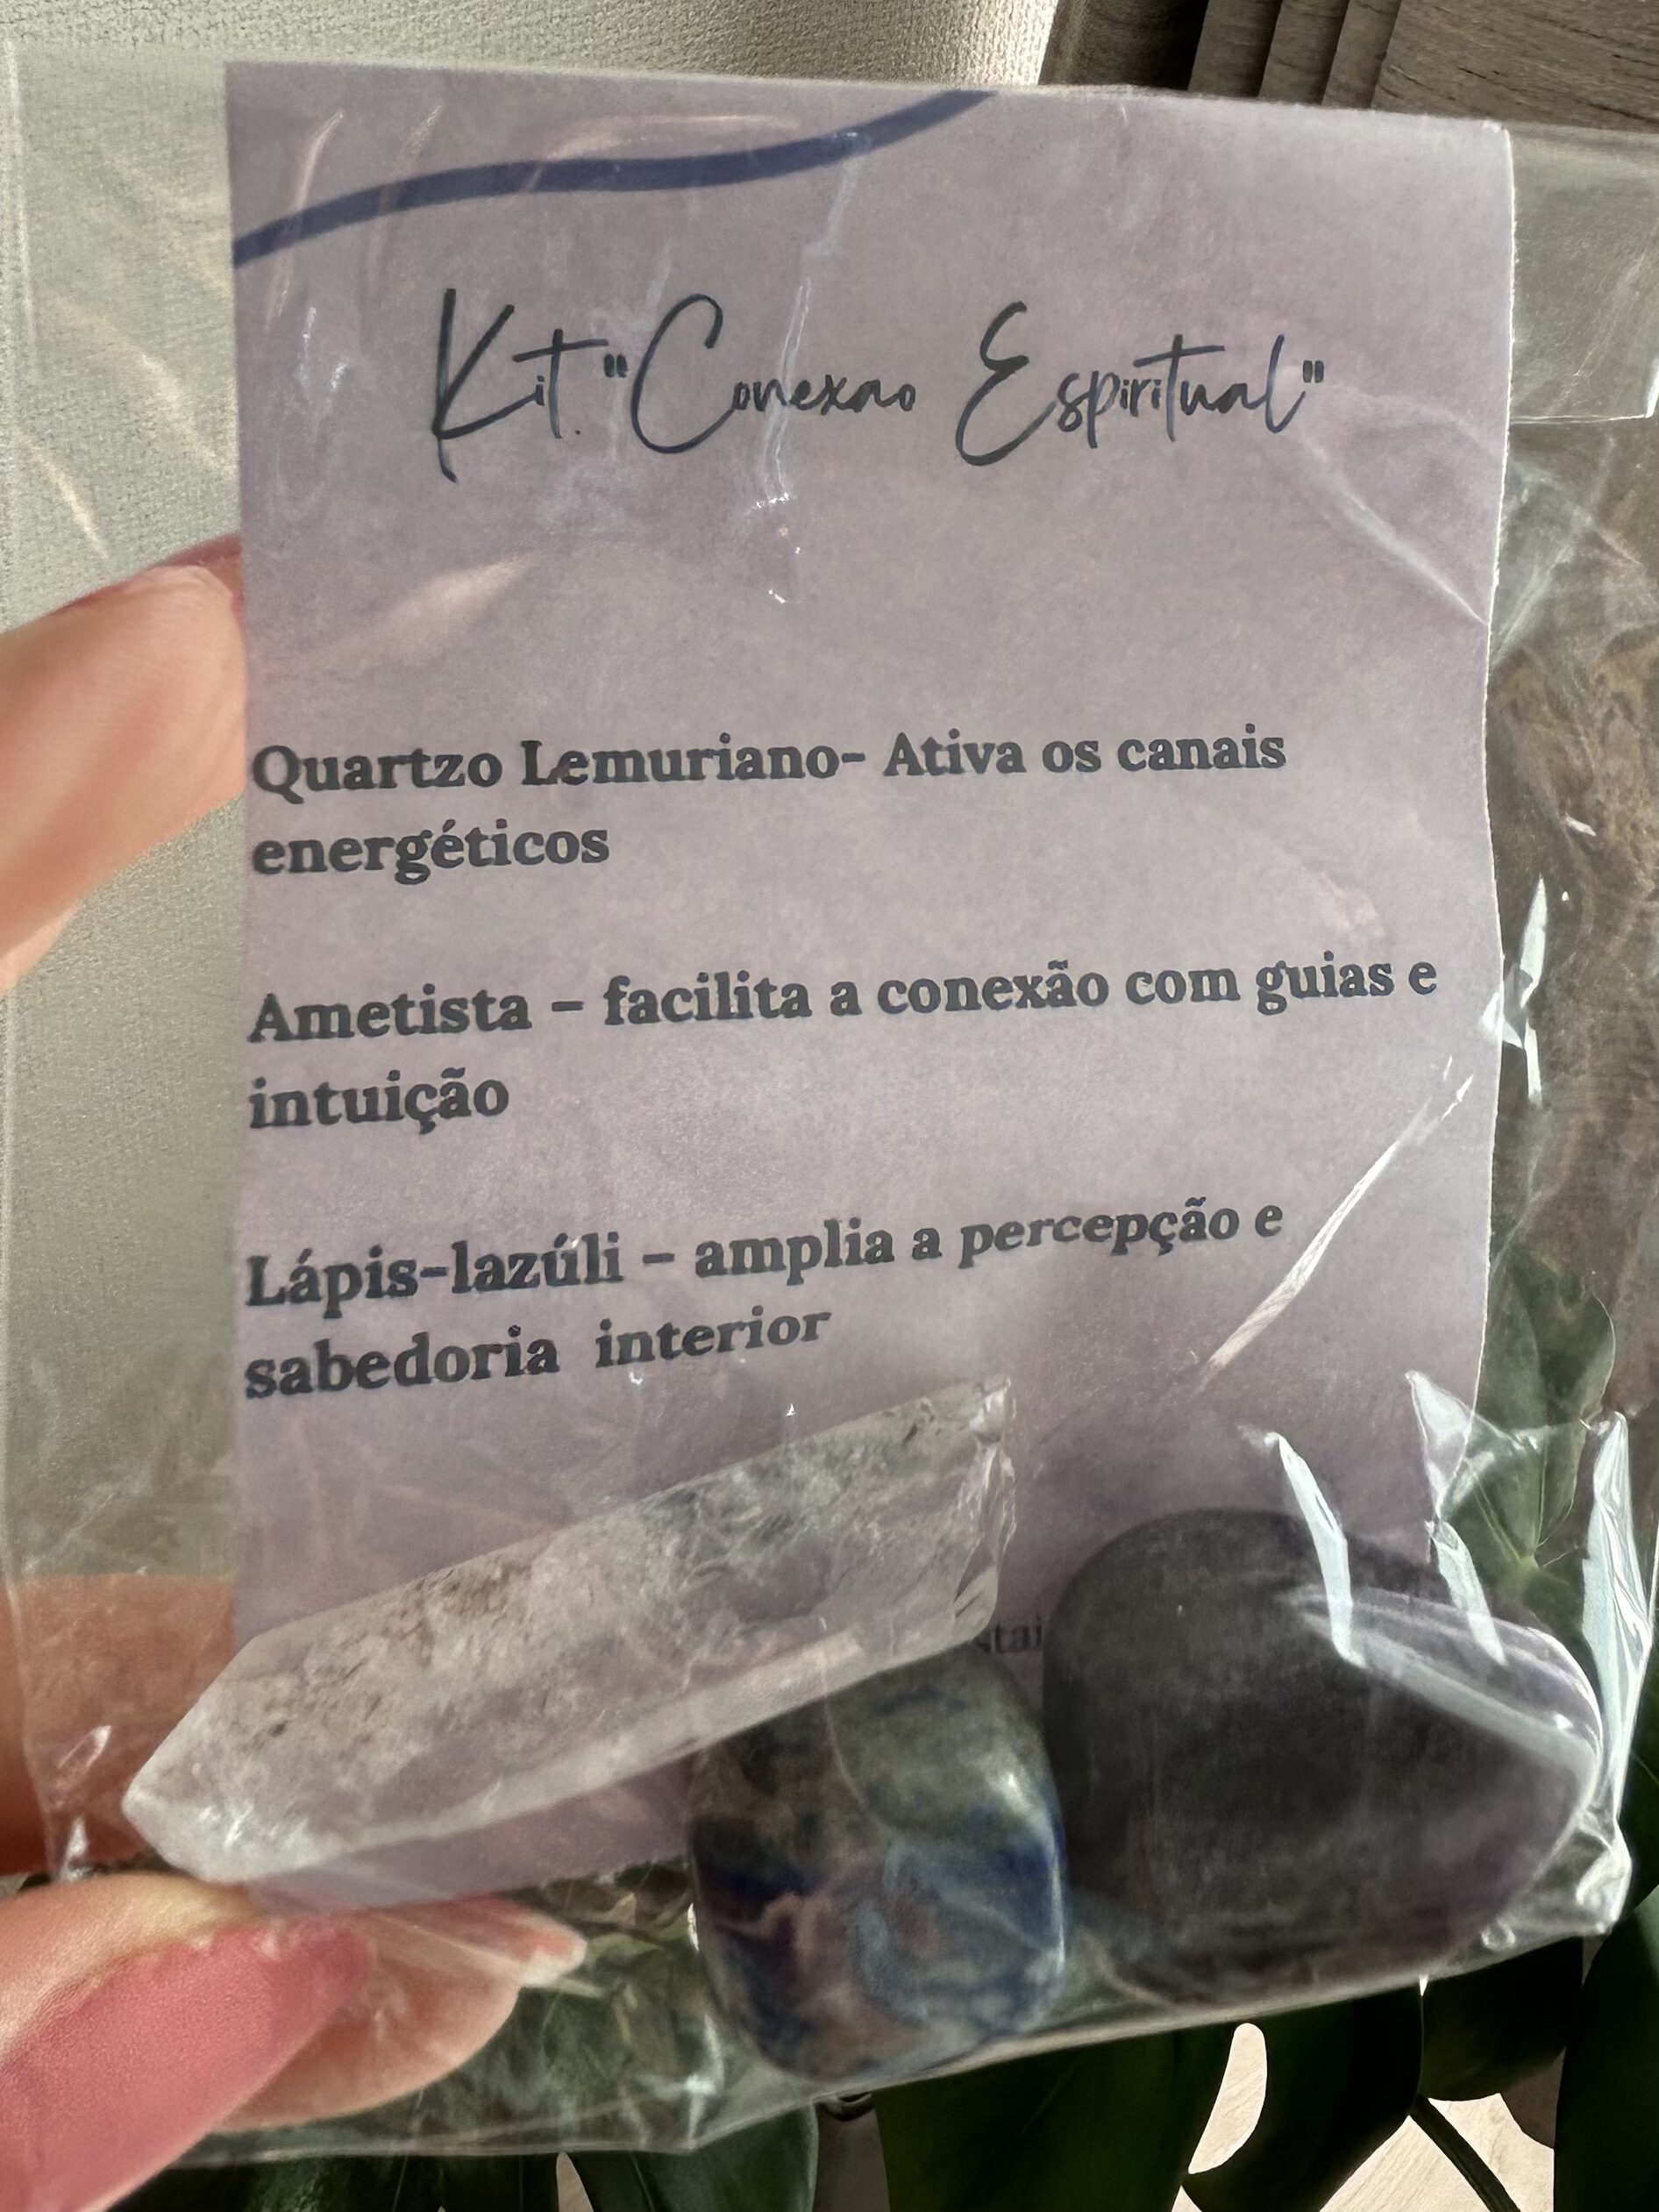 Kit "Conexao Espiritual"
Quartzo Lemuriano- Ativa os canais
energéticos
Ametista – facilita a conexão com guias e
intuição
Lápis-lazúli – amplia a percepção e
sabedoria interior